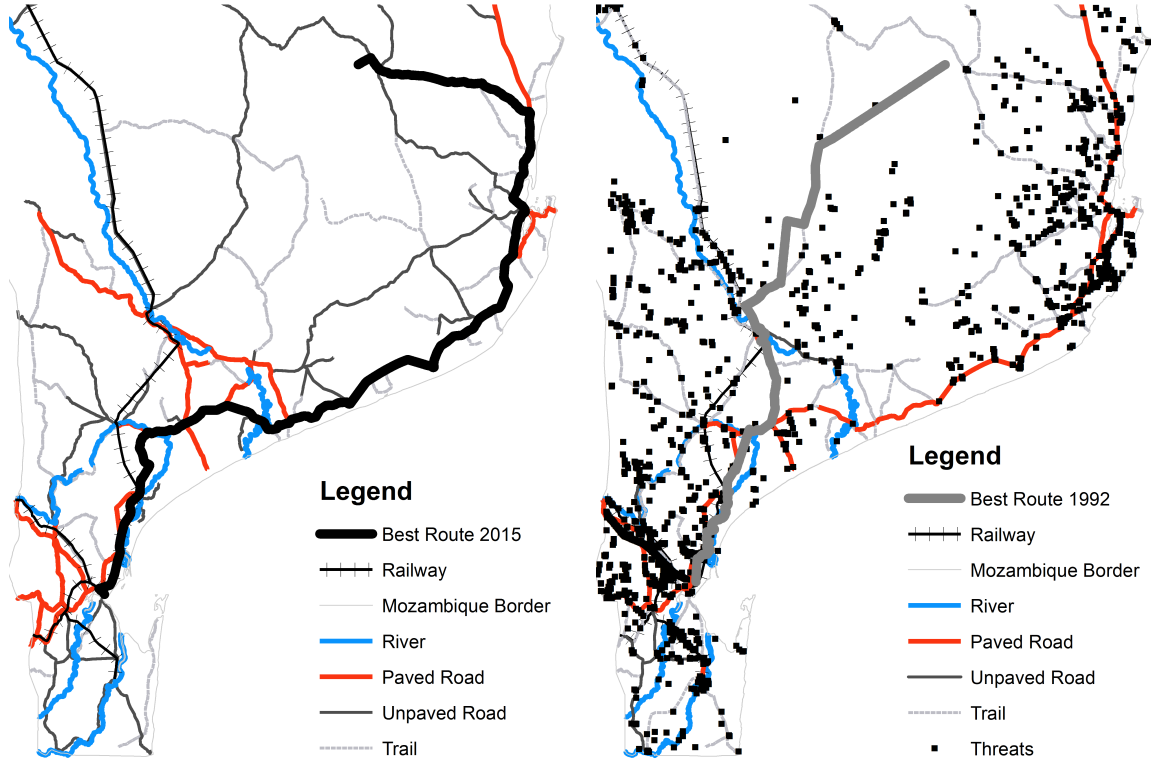 Legend
Best Route 2015
Railway
Mozambique Border
River
Paved Road
Unpaved Road
Trail
Legend
Best Route 1992
Railway
Mozambique Border
River
Paved Road
Unpaved Road
Trail
Threats